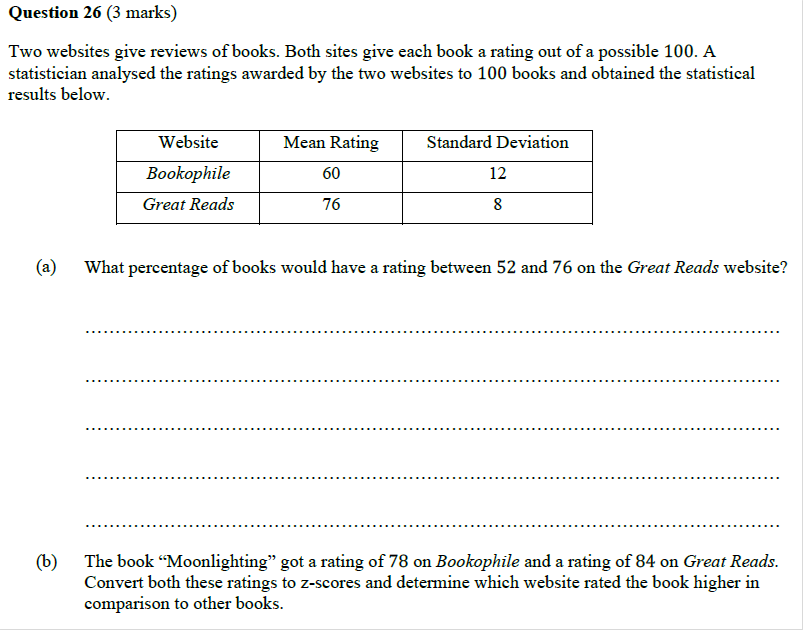 Question 26 (3 marks)
Two websites give reviews of books. Both sites give each book a rating out of a possible 100. A
statistician analysed the ratings awarded by the two websites to 100 books and obtained the statistical
results below.
Website Mean Rating Standard Deviation
Bookophile 60 12
Great Reads 76 8
(a) What percentage of books would have a rating between 52 and 76 on the Great Reads website?
(b) The book “Moonlighting” got a rating of 78 on Bookophile and a rating of 84 on Great Reads.
Convert both these ratings to z-scores and determine which website rated the book higher in
comparison to other books.